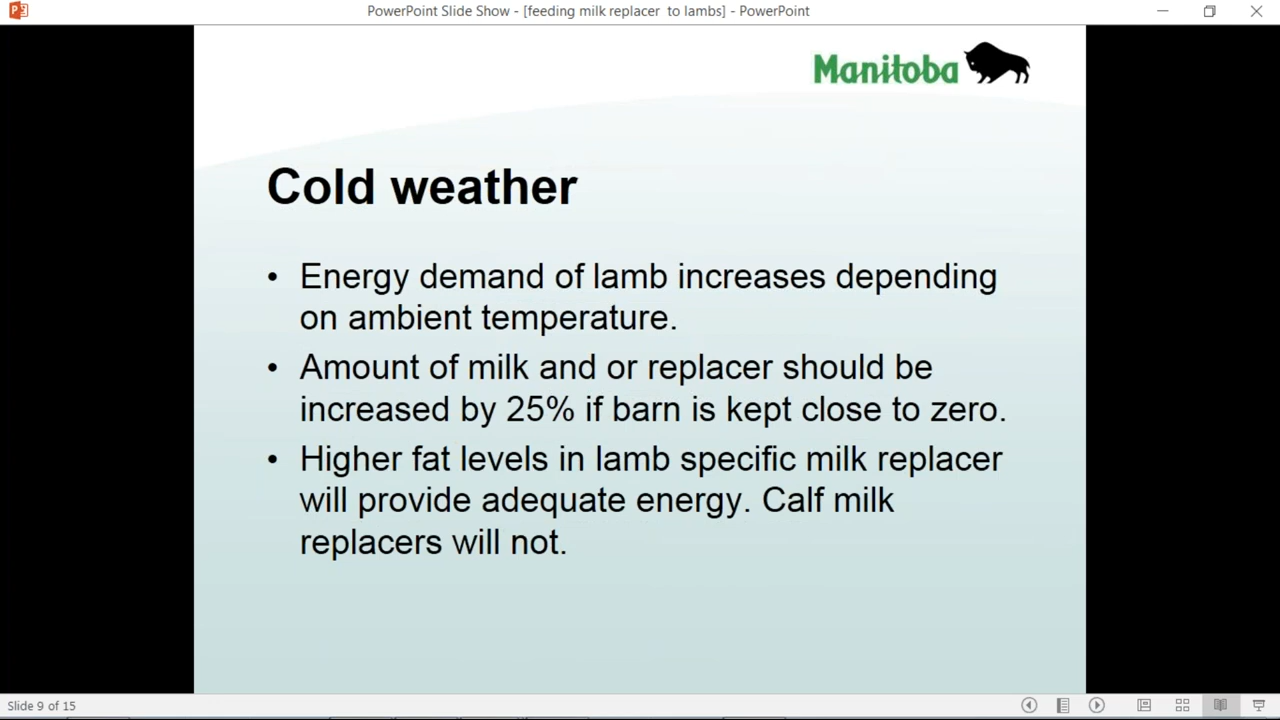 PowerPoint Slide Show - [feeding milk replacer  to lambs] - PowerPoint
Manitoba
Cold weather
• Energy demand of lamb increases depending
on ambient temperature.
• Amount of milk and or replacer should be
increased by 25% if barn is kept close to zero.
• Higher fat levels in lamb specific milk replacer
will provide adequate energy. Calf milk
replacers will not.
Slide 9 of 15